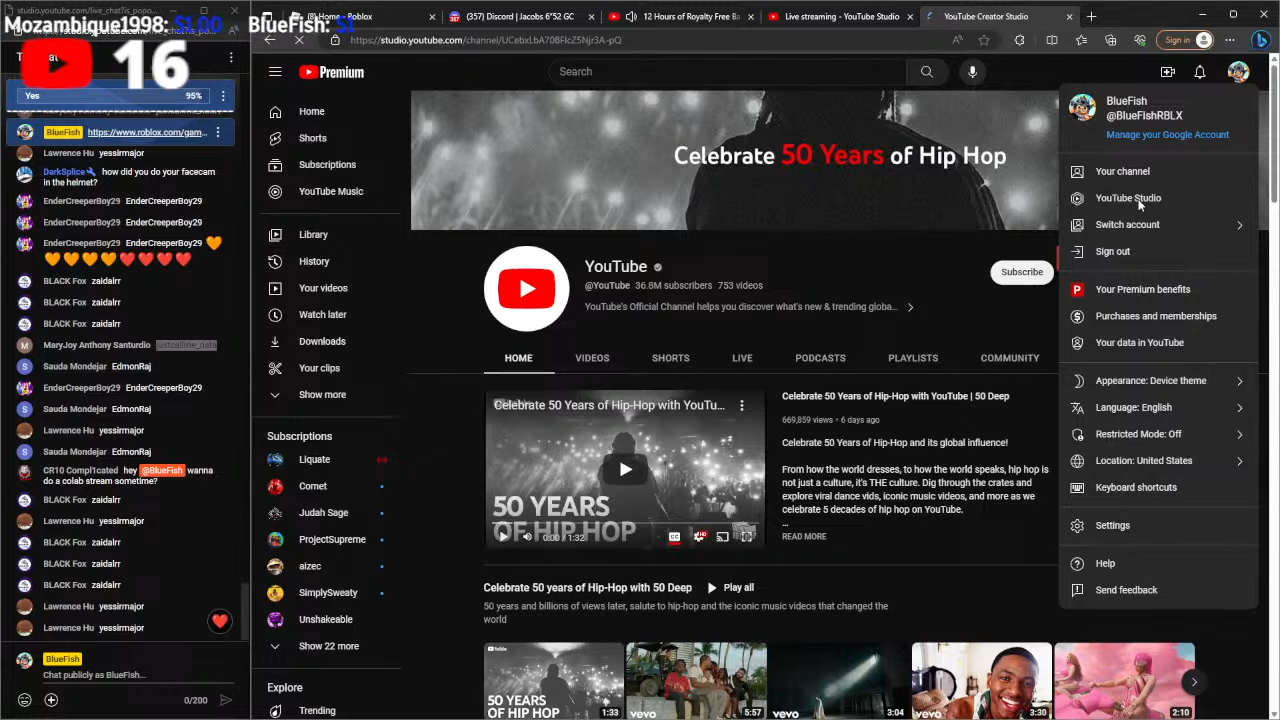 Mozambique1998: $1.00 BlueFish: $1
16
Yes 95%
BlueFish https://www.roblox.com/gam...
Lawrence Hu yessirmajor
DarkSplice how did you do your facecam
in the helmet?
EnderCreeperBoy29 EnderCreeperBoy29
EnderCreeperBoy29 EnderCreeperBoy29
EnderCreeperBoy29 EnderCreeperBoy29 🧡
🧡🧡🧡🧡❤️❤️❤️❤️
BLACK Fox zaidalrr
BLACK Fox zaidalrr
BLACK Fox zaidalrr
MaryJoy Anthony Santurdio
Sauda Mondejar EdmonRaj
EnderCreeperBoy29 EnderCreeperBoy29
Sauda Mondejar EdmonRaj
Lawrence Hu yessirmajor
Sauda Mondejar EdmonRaj
CR10 Compl1cated hey @BlueFish wanna
do a colab stream sometime?
BLACK Fox zaidalrr
Lawrence Hu yessirmajor
BLACK Fox zaidalrr
BLACK Fox zaidalrr
BLACK Fox zaidalrr
Lawrence Hu yessirmajor
Lawrence Hu yessirmajor
BlueFish
Chat publicly as BlueFish...
0/200
(357) Discord | Jacobs 6'52 GC
12 Hours of Royalty Free Ba
Live streaming - YouTube Studio
YouTube Creator Studio
https://studio.youtube.com/channel/UCebxLbA70BFIcZ5Njr3A-pQ
Sign in
Premium
Search
Home
Shorts
Subscriptions
YouTube Music
Library
History
Your videos
Watch later
Downloads
Your clips
Show more
Subscriptions
Liquate
Comet
Judah Sage
ProjectSupreme
aizec
SimplySweaty
Unshakeable
Show 22 more
Explore
Trending
Celebrate 50 Years of Hip Hop
YouTube
@YouTube 36.8M subscribers 753 videos
YouTube's Official Channel helps you discover what's new & trending globa...
Subscribe
HOME VIDEOS SHORTS LIVE PODCASTS PLAYLISTS COMMUNITY
Celebrate 50 Years of Hip-Hop with YouTu...
50 YEARS
OF HIP HOP
0:00 / 1:32
Celebrate 50 Years of Hip-Hop with YouTube | 50 Deep
669,859 views • 6 days ago
Celebrate 50 Years of Hip-Hop and its global influence!
From how the world dresses, to how the world speaks, hip hop is
not just a culture, it's THE culture. Dig through the crates and
explore viral dance vids, iconic music videos, and more as we
celebrate 5 decades of hip hop on YouTube.
...
READ MORE
Celebrate 50 years of Hip-Hop with 50 Deep
Play all
50 years and billions of views later, salute to hip-hop and the iconic music videos that changed the
world
50 YEARS
1:33
vevo 5:57
vevo 3:04
3:30
2:10
BlueFish
@BlueFishRBLX
Manage your Google Account
Your channel
YouTube Studio
Switch account
Sign out
Your Premium benefits
Purchases and memberships
Your data in YouTube
Appearance: Device theme
Language: English
Restricted Mode: Off
Location: United States
Keyboard shortcuts
Settings
Help
Send feedback